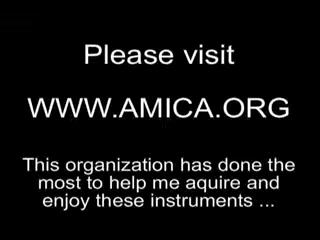 Please visit
WWW.AMICA.ORG
This organization has done the
most to help me aquire and
enjoy these instruments ...